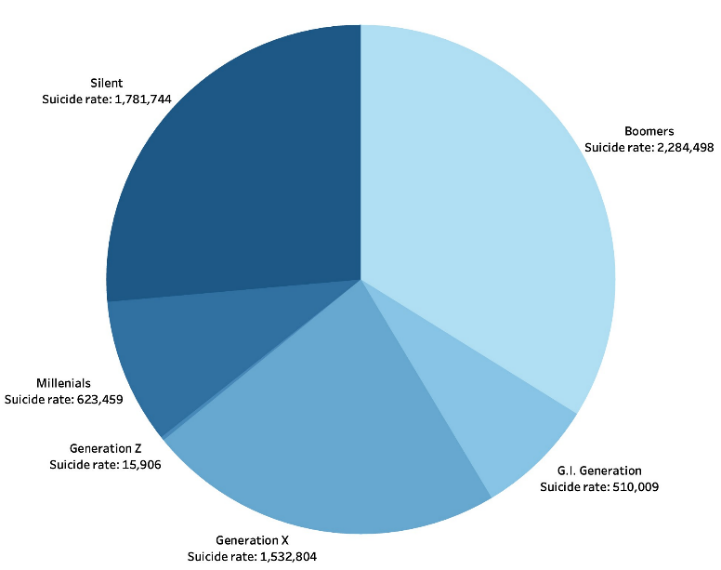 Silent
Suicide rate: 1,781,744
Boomers
Suicide rate: 2,284,498
Millenials
Suicide rate: 623,459
Generation Z
Suicide rate: 15,906
G.I. Generation
Suicide rate: 510,009
Generation X
Suicide rate: 1,532,804